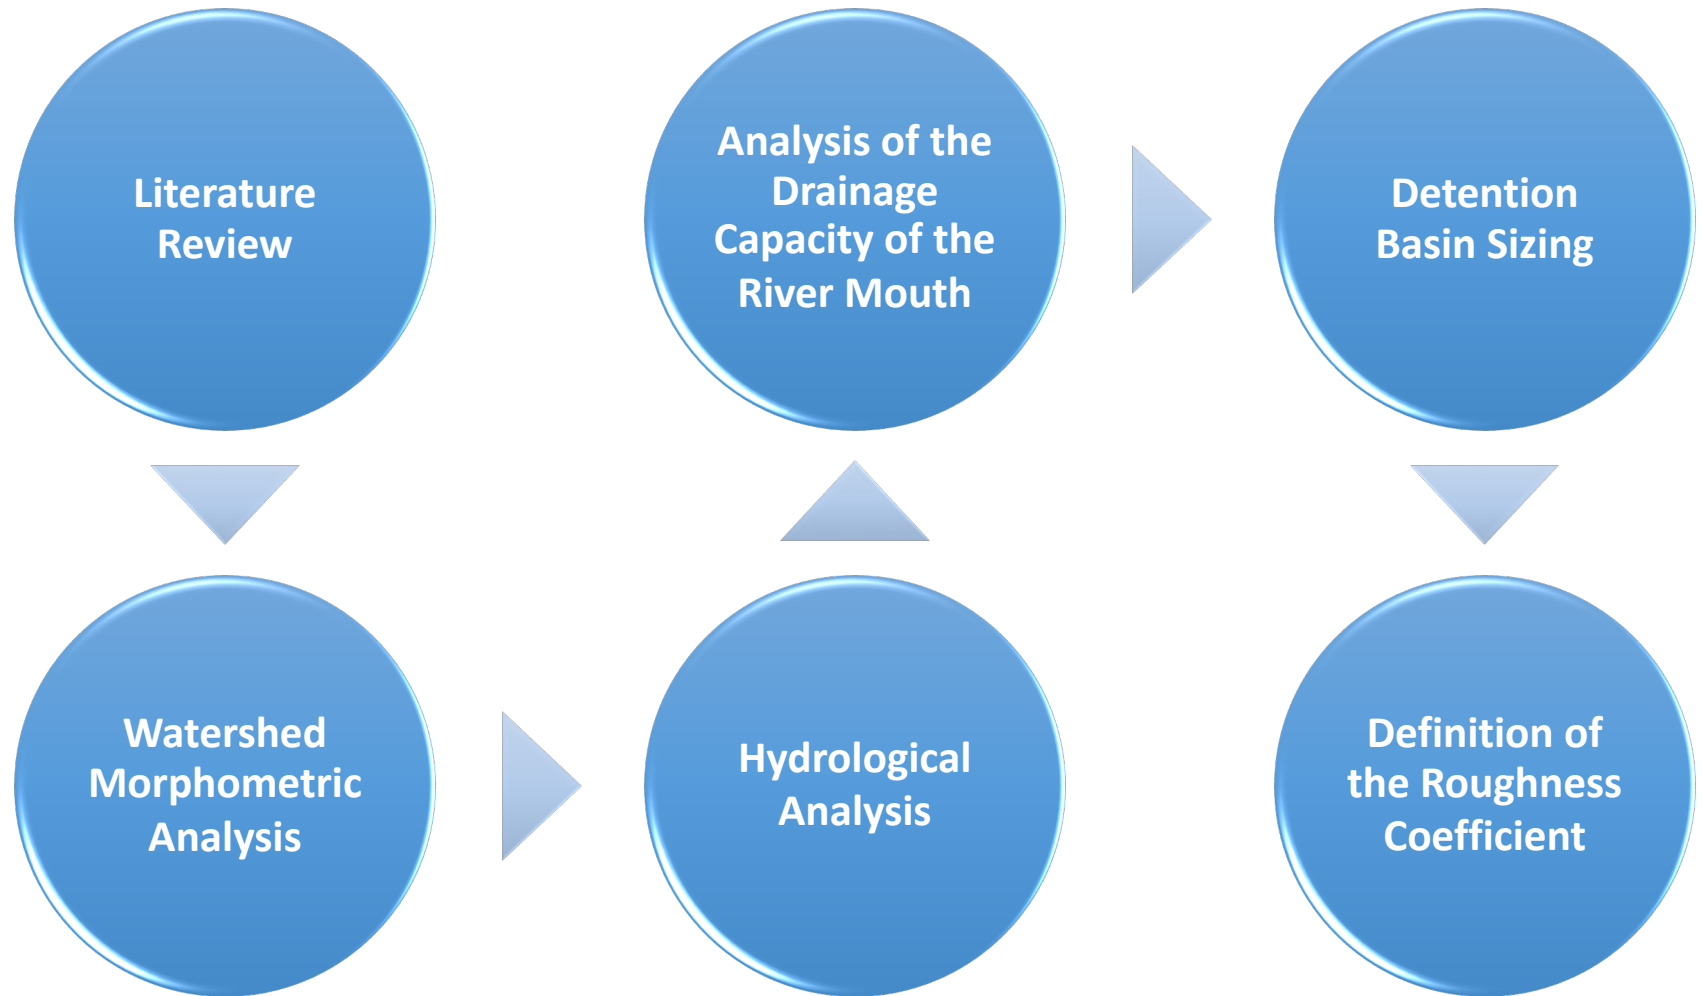 Literature
Review
Watershed
Morphometric
Analysis
Hydrological
Analysis
Analysis of the
Drainage
Capacity of the
River Mouth
Detention
Basin Sizing
Definition of
the Roughness
Coefficient